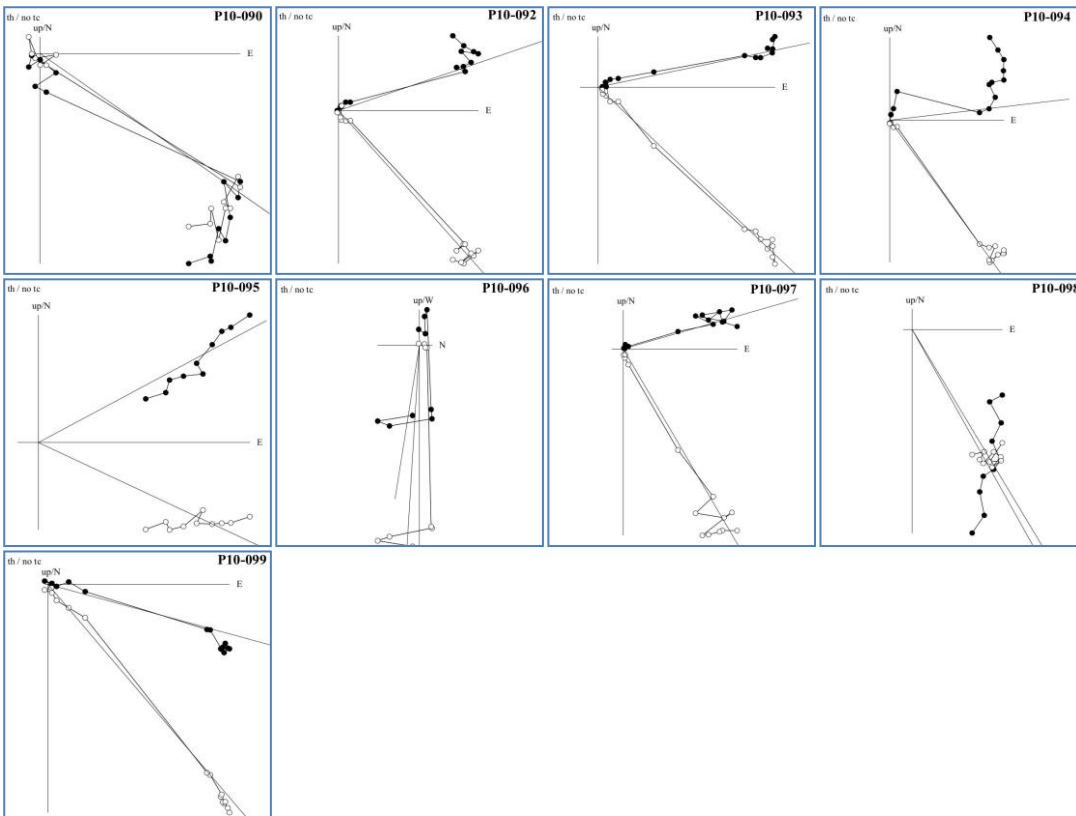 th / no tc P10-090
up/N
E
th / no tc P10-092
up/N
E
th / no tc P10-093
up/N
E
th / no tc P10-094
up/N
E
th / no tc P10-095
up/N
E
th / no tc P10-096
up/W
N
th / no tc P10-097
up/N
E
th / no tc P10-098
up/N
E
th / no tc P10-099
up/N
E